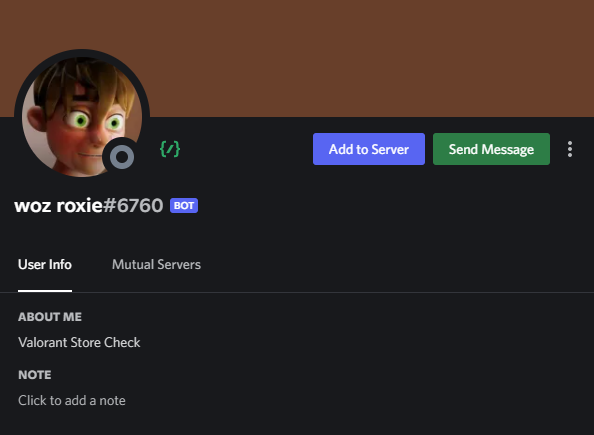 {/}
Add to Server
Send Message
woz roxie#6760 BOT
User Info
Mutual Servers
ABOUT ME
Valorant Store Check
NOTE
Click to add a note